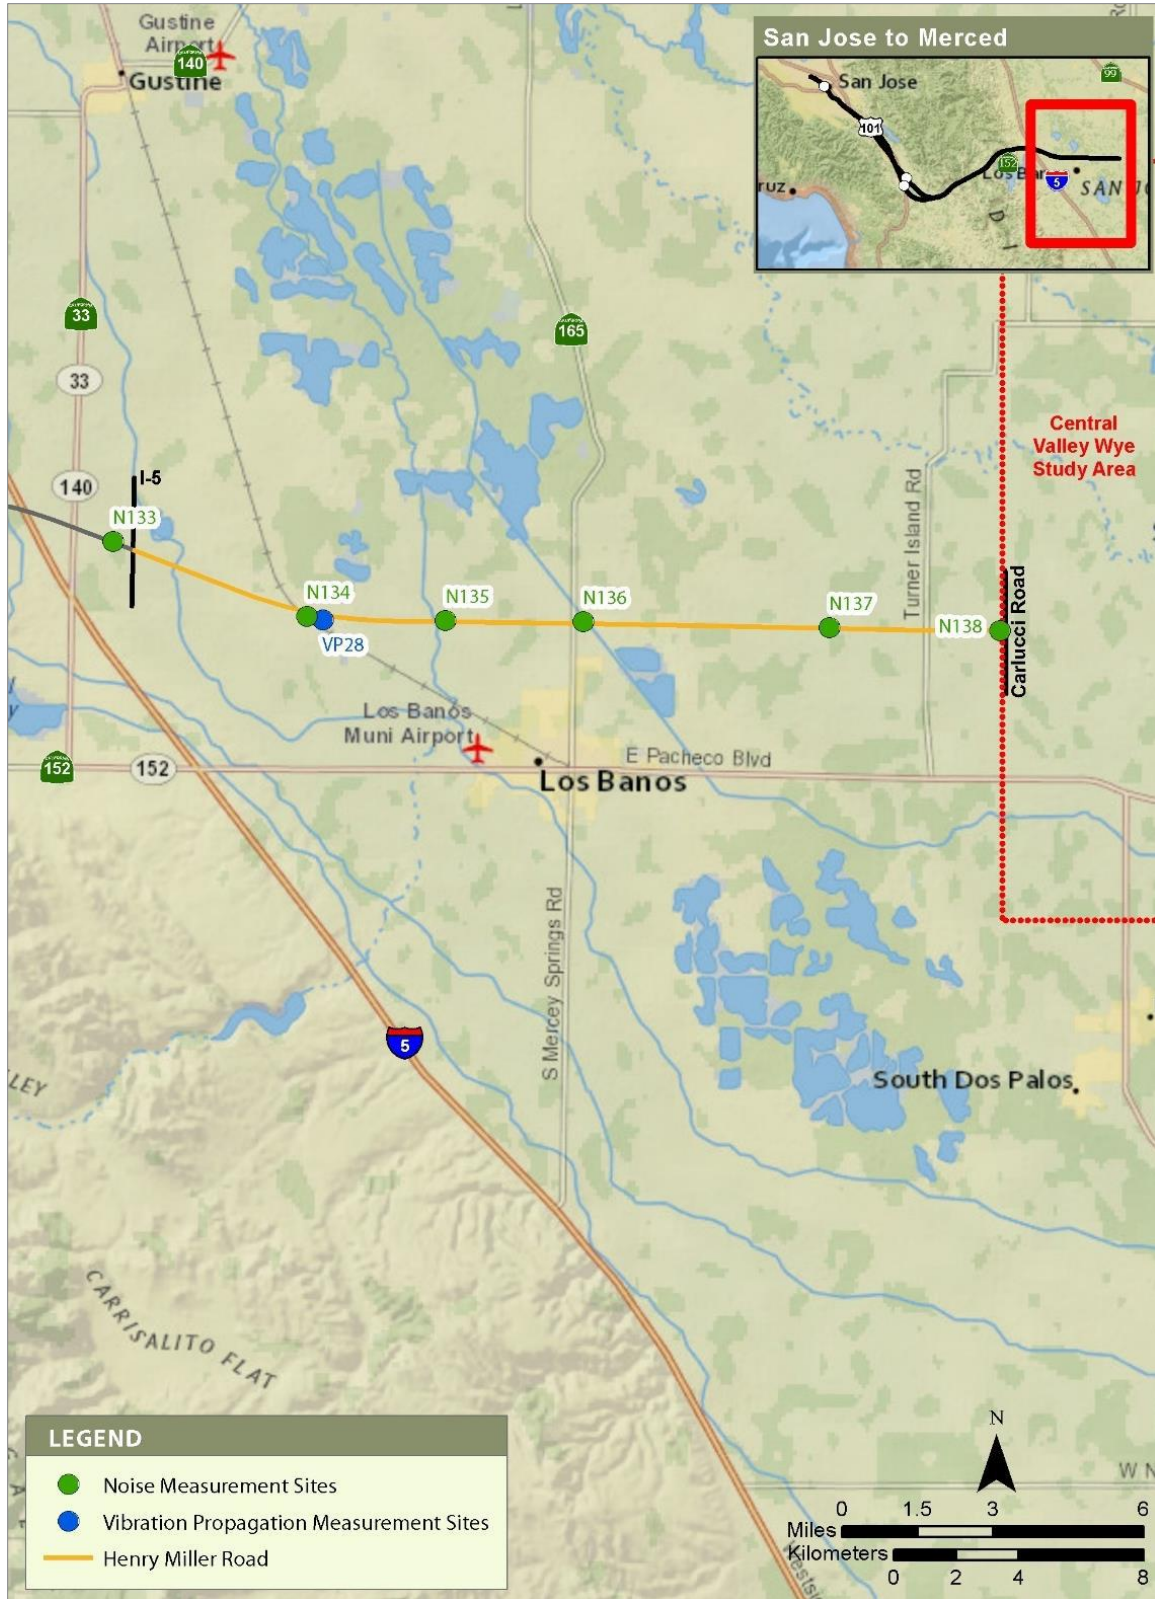 Gustine
Airport
140
Gustine
San Jose to Merced
99
San Jose
101
152
Los Ban
5
SAN JO
ruz
D I
33
165
33
Central
Valley Wye
Study Area
140
I-5
N133
Turner Island Rd
N134
N135
N136
N137
N138
VP28
Carlucci Road
Los Banos
Muni Airport
E Pacheco Blvd
152
152
Los Banos
S Mercey Springs Rd
5
South Dos Palos
LEY
CARRISALITO FLAT
LEGEND
Noise Measurement Sites
Vibration Propagation Measurement Sites
Henry Miller Road
N
W N
0 1.5 3 6
Miles
Kilometers
0 2 4 8